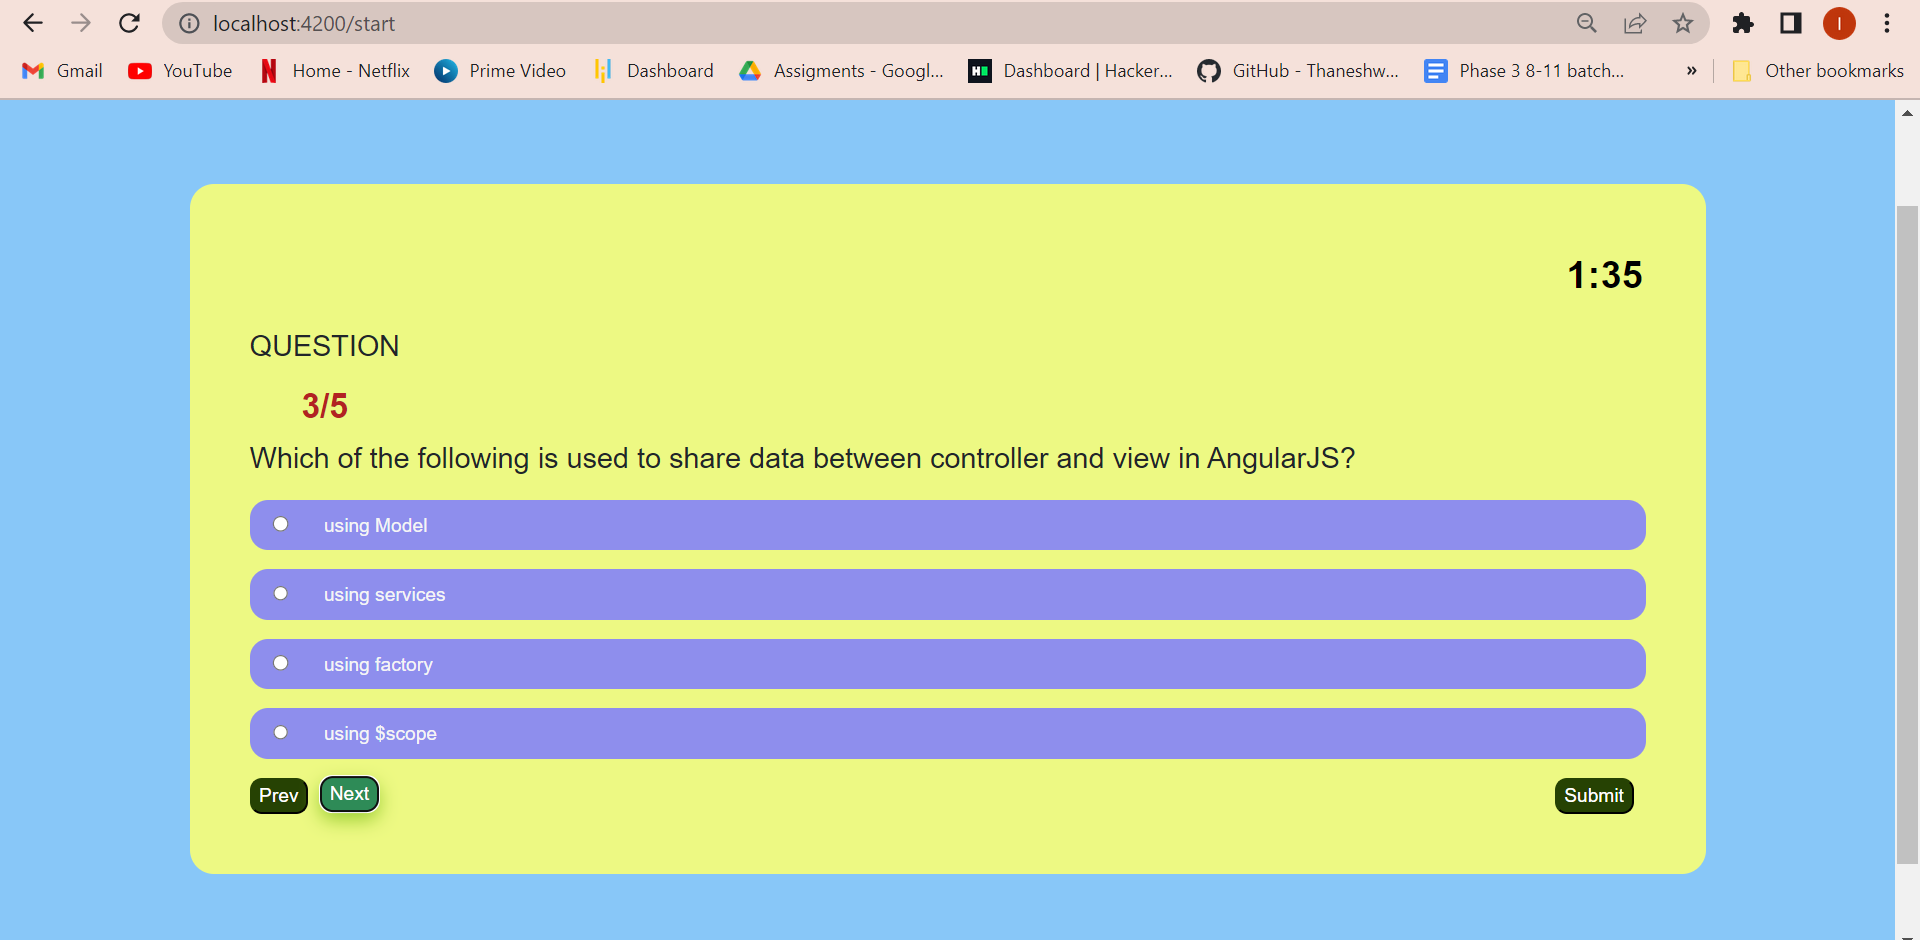 localhost:4200/start
Gmail YouTube Home - Netflix Prime Video Dashboard Assigments - Googl... Dashboard | Hacker... GitHub - Thaneshw... Phase 3 8-11 batch... » Other bookmarks
1:35
QUESTION
3/5
Which of the following is used to share data between controller and view in AngularJS?
using Model
using services
using factory
using $scope
Prev Next Submit